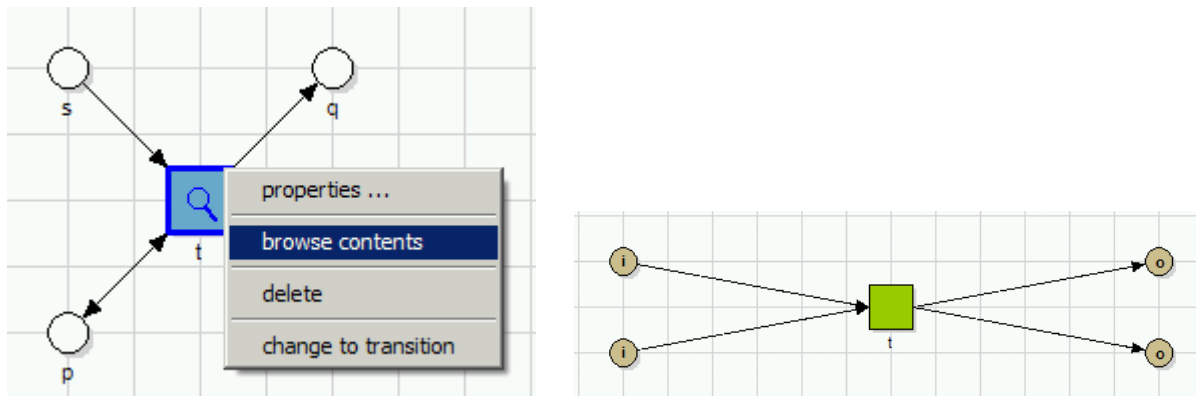 s
q
properties ...
browse contents
t
delete
change to transition
p
i
o
t
i
o